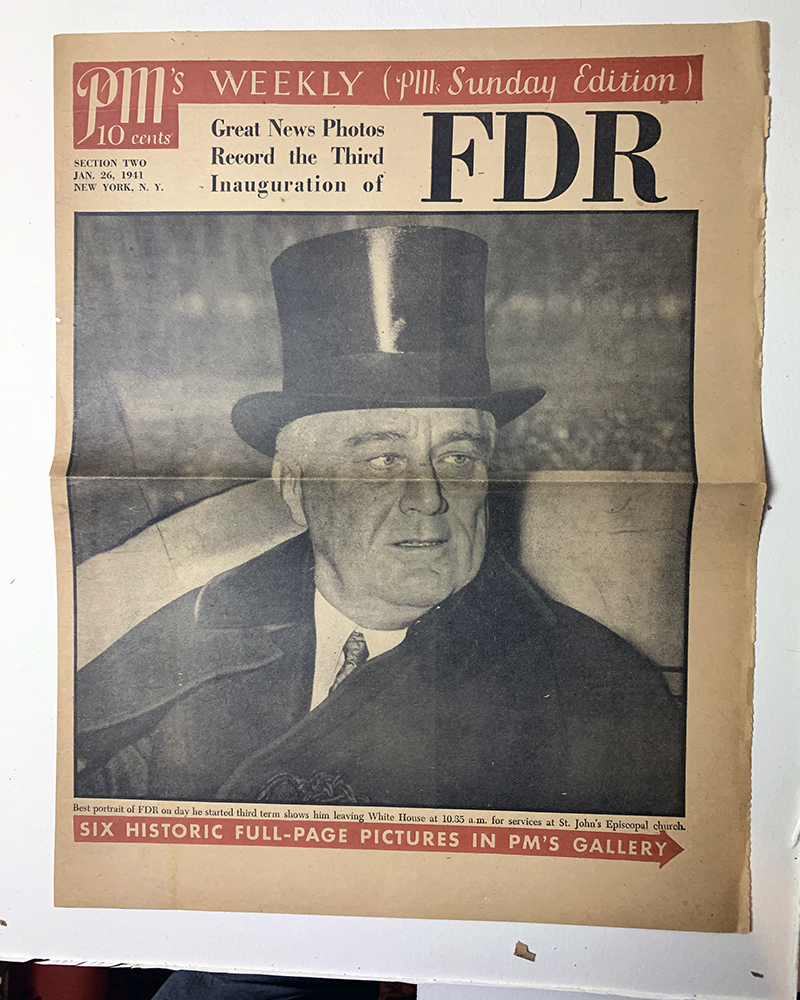 PM's WEEKLY (PM's Sunday Edition)
10 cents
SECTION TWO
JAN. 26, 1941
NEW YORK, N. Y.
Great News Photos
Record the Third
Inauguration of
FDR
Best portrait of FDR on day he started third term shows him leaving White House at 10.35 a.m. for services at St. John's Episcopal church.
SIX HISTORIC FULL-PAGE PICTURES IN PM'S GALLERY